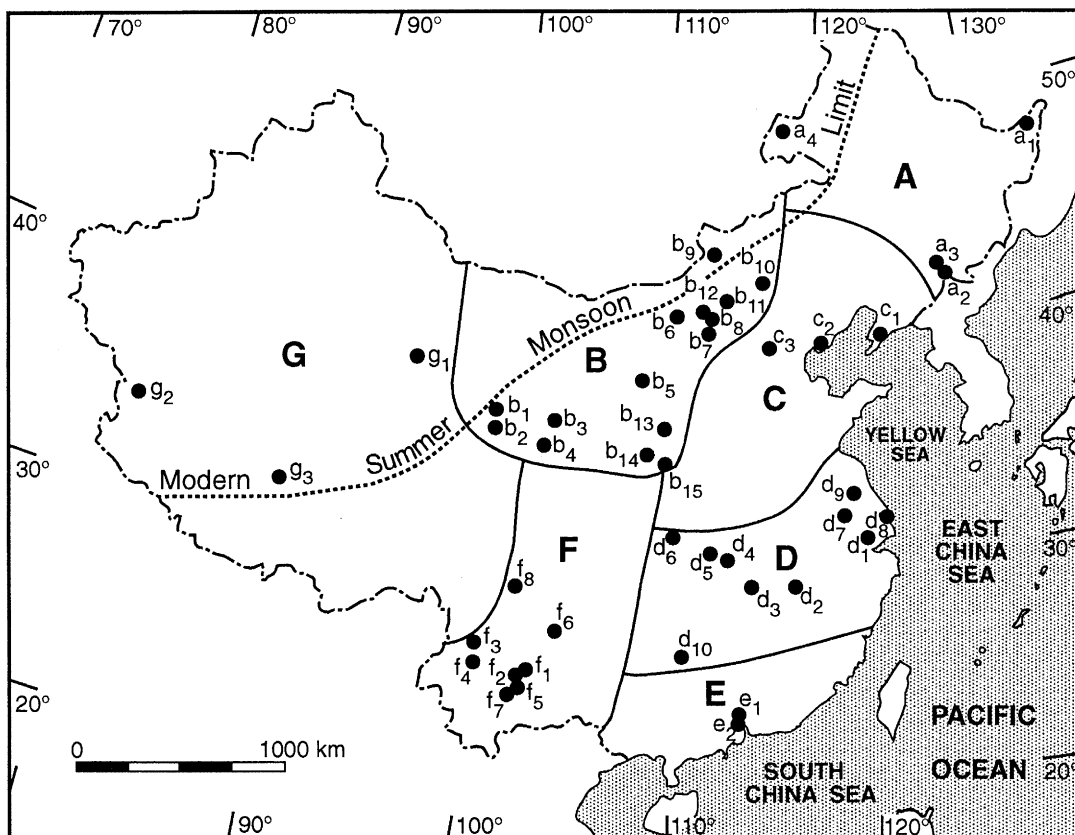 70° 80° 90° 100° 110° 120° 130°
50°
Limit
a4
a1
A
40°
b9
a3
a2
b10
b12
b11
40°
b6
b8
b7
c1
c2
c3
Monsoon
G
g1
B
C
g2
b5
b1
b3
b13
b2
b4
b14
YELLOW
SEA
30°
Summer
Modern
g3
b15
d9
d7
d8
d6
d1
EAST
CHINA
SEA
30°
F
d5
d4
D
f8
d3
d2
f6
f3
d10
f4
f2
f1
f5
f7
20°
E
e1
e2
PACIFIC
OCEAN
0 1000 km
20°
SOUTH
CHINA SEA
90° 100° 110° 120°